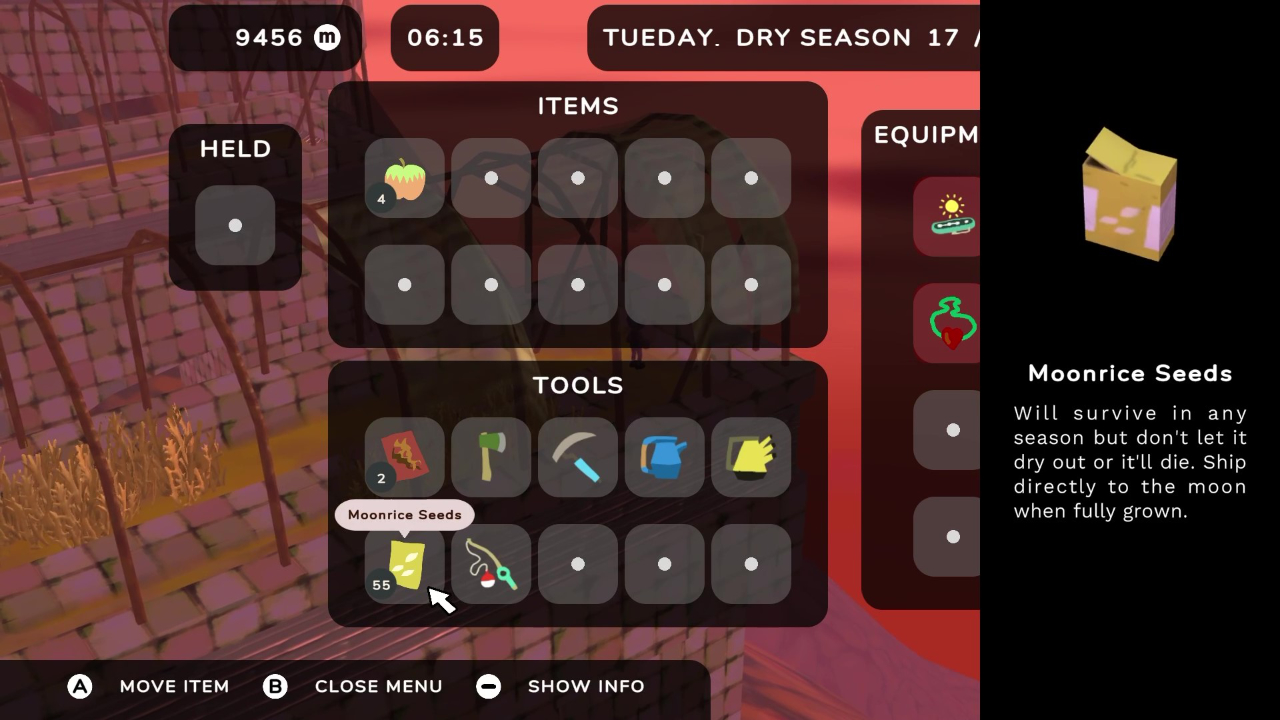 9456 m
06:15
TUEDAY. DRY SEASON 17 /
HELD
ITEMS
4
EQUIPM
TOOLS
2
Moonrice Seeds
55
Moonrice Seeds
Will survive in any
season but don't let it
dry out or it'll die. Ship
directly to the moon
when fully grown.
A MOVE ITEM B CLOSE MENU SHOW INFO